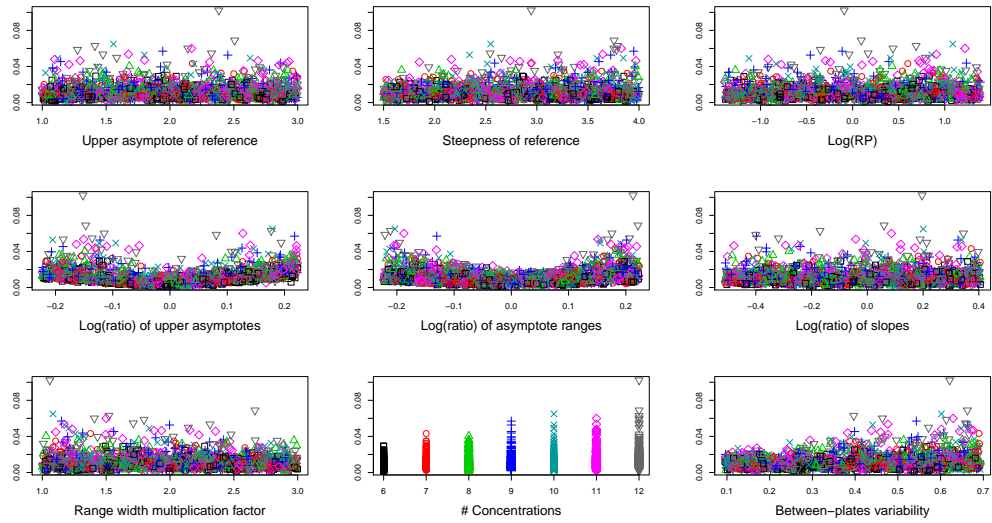 0.00 0.04 0.08
1.0 1.5 2.0 2.5 3.0
Upper asymptote of reference
0.00 0.04 0.08
1.5 2.0 2.5 3.0 3.5 4.0
Steepness of reference
0.00 0.04 0.08
−1.0 −0.5 0.0 0.5 1.0
Log(RP)
0.00 0.04 0.08
−0.2 −0.1 0.0 0.1 0.2
Log(ratio) of upper asymptotes
0.00 0.04 0.08
−0.2 −0.1 0.0 0.1 0.2
Log(ratio) of asymptote ranges
0.00 0.04 0.08
−0.4 −0.2 0.0 0.2 0.4
Log(ratio) of slopes
0.00 0.04 0.08
1.0 1.5 2.0 2.5 3.0
Range width multiplication factor
0.00 0.04 0.08
6 7 8 9 10 11 12
# Concentrations
0.00 0.04 0.08
0.1 0.2 0.3 0.4 0.5 0.6 0.7
Between−plates variability